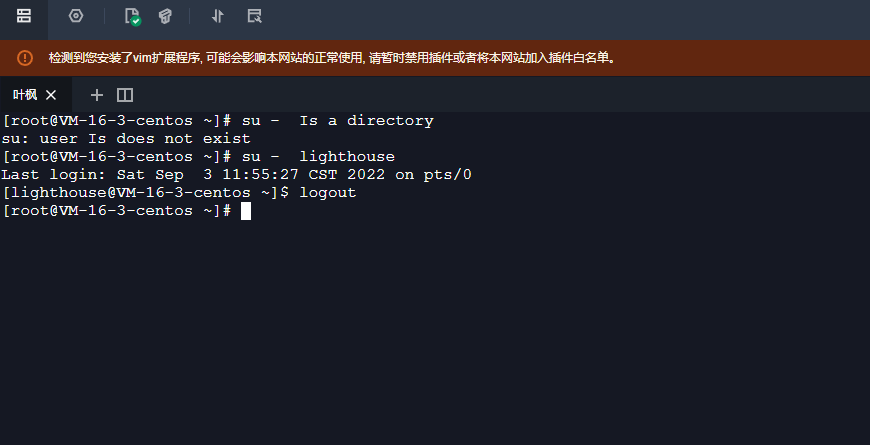 检测到您安装了vim扩展程序, 可能会影响本网站的正常使用, 请暂时禁用插件或者将本网站加入插件白名单。
叶枫
[root@VM-16-3-centos ~]# su -  Is a directory
su: user Is does not exist
[root@VM-16-3-centos ~]# su -  lighthouse
Last login: Sat Sep  3 11:55:27 CST 2022 on pts/0
[lighthouse@VM-16-3-centos ~]$ logout
[root@VM-16-3-centos ~]#